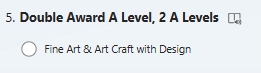 5. Double Award A Level, 2 A Levels
Fine Art & Art Craft with Design